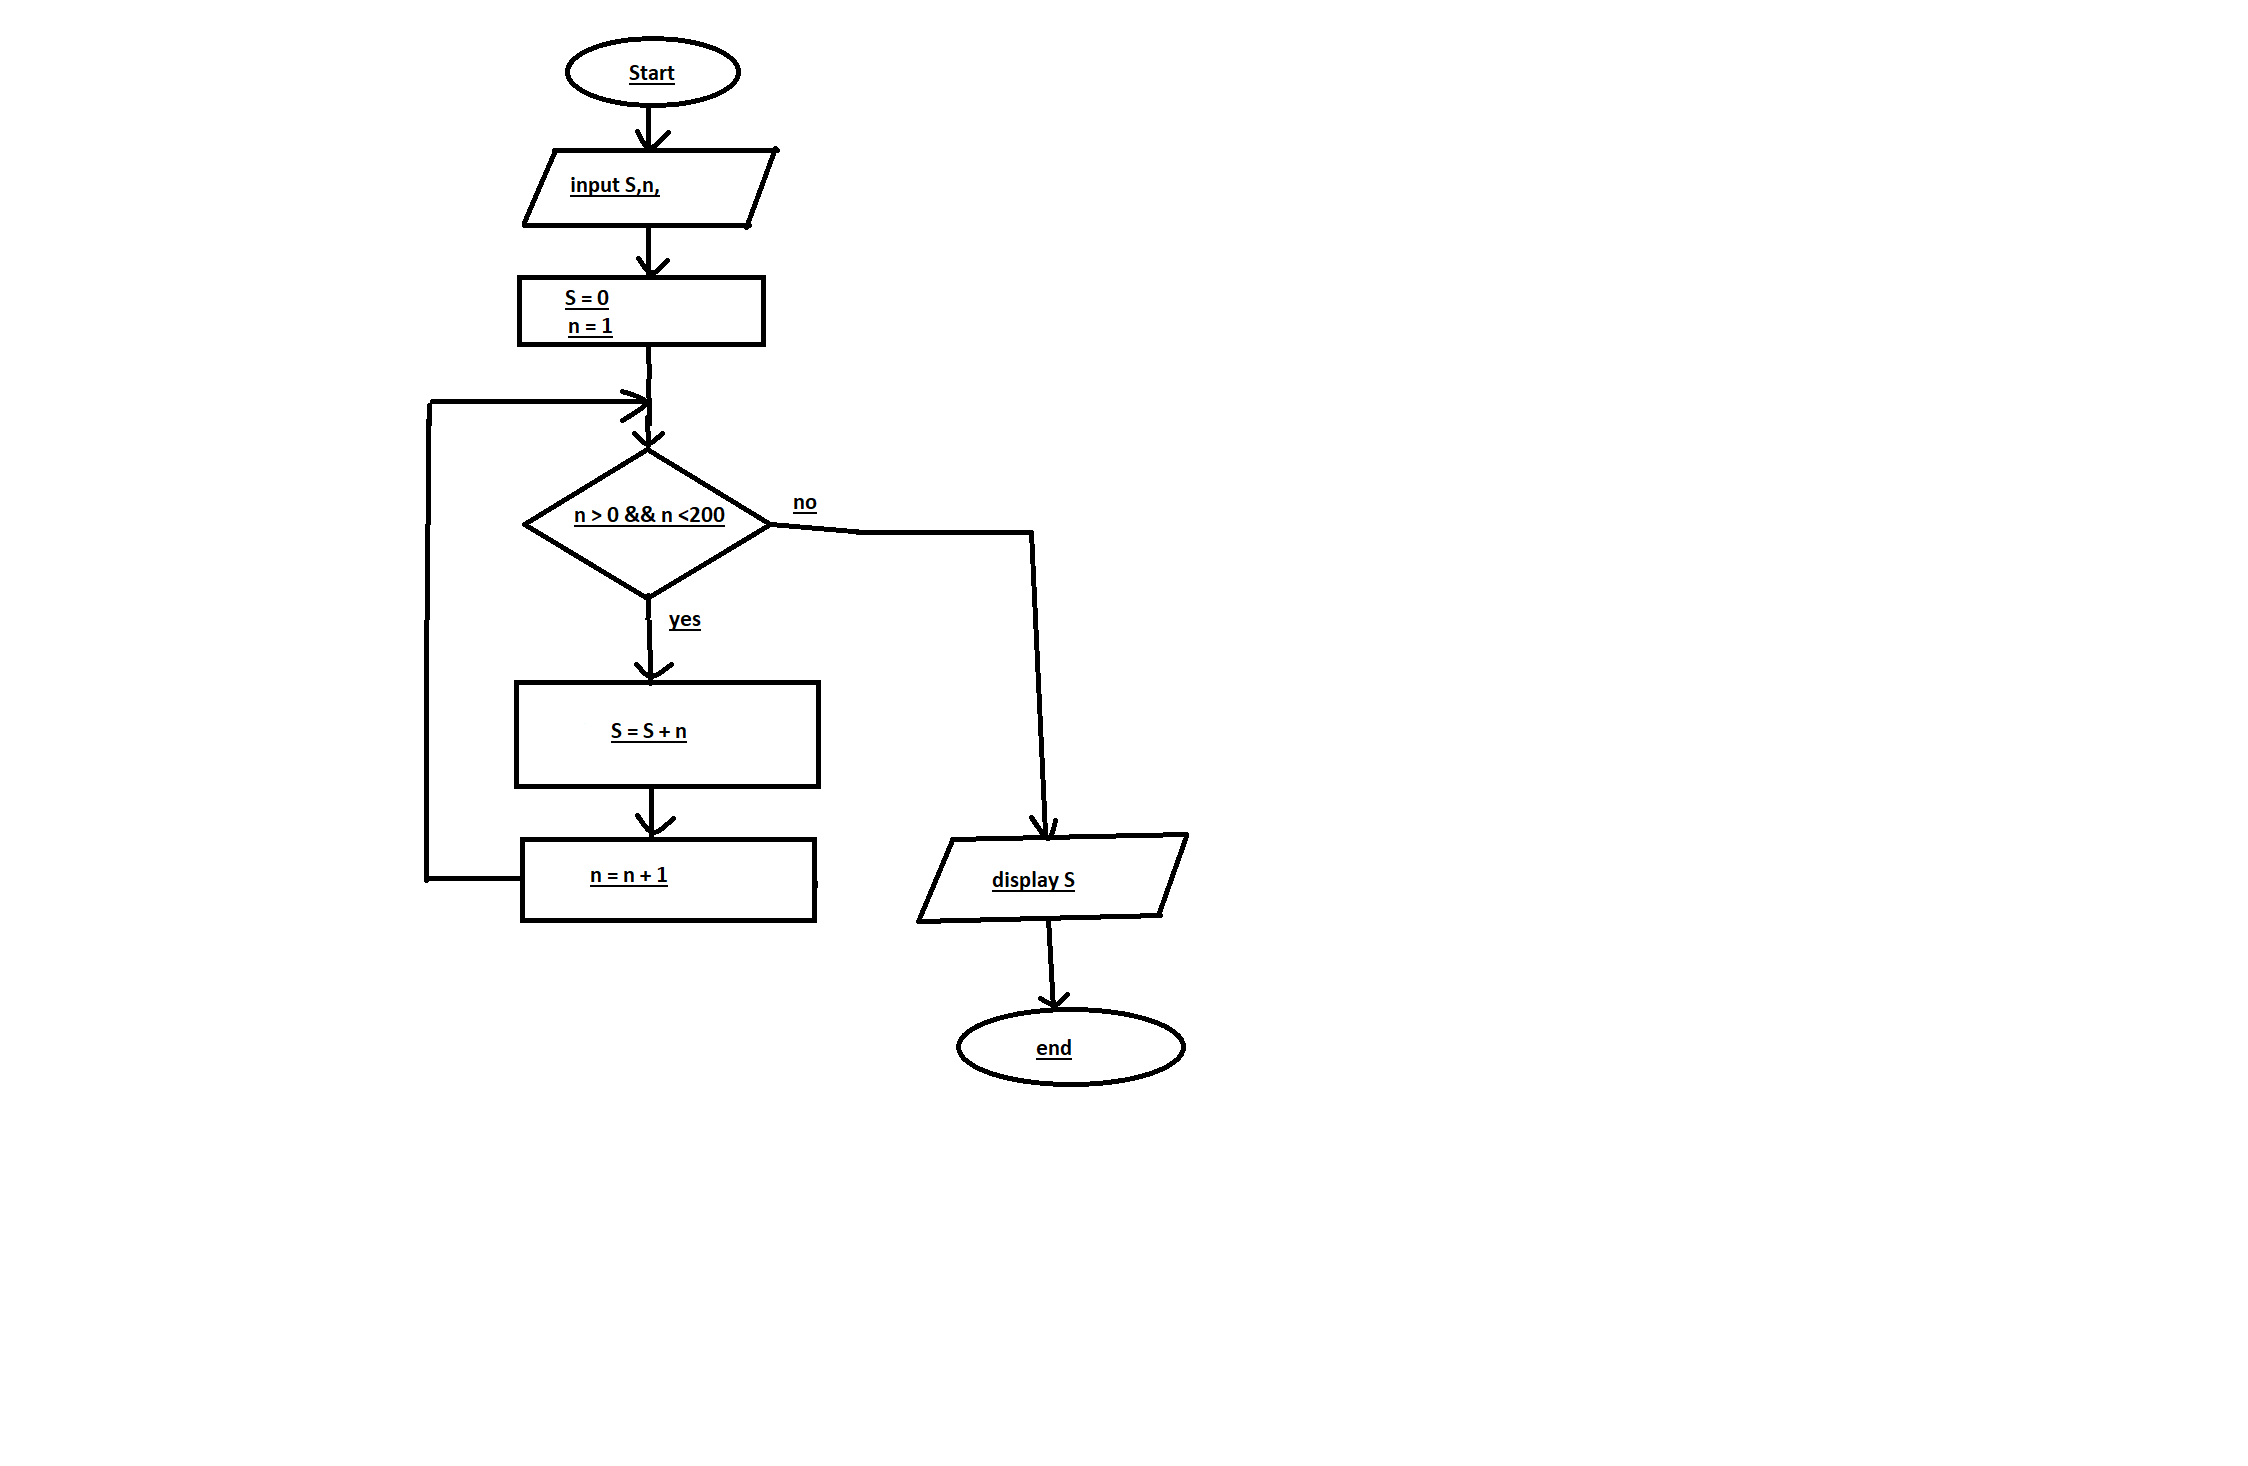 Start
input S,n,
S = 0
n = 1
n > 0 && n <200
no
yes
S = S + n
n = n + 1
display S
end